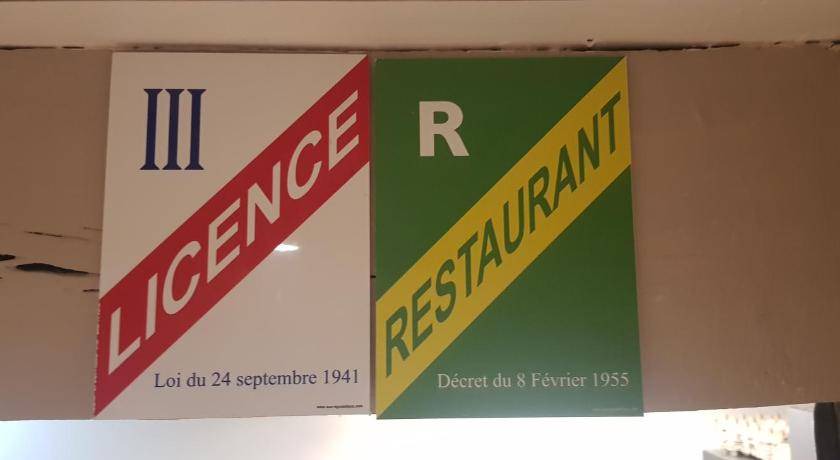 III
LICENCE
Loi du 24 septembre 1941
R
RESTAURANT
Décret du 8 Février 1955